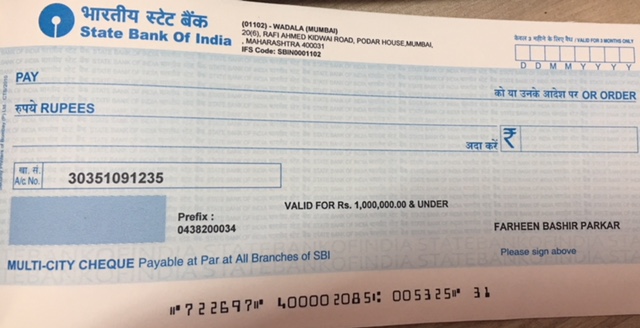 भारतीय स्टेट बैंक
State Bank Of India
(01102) - WADALA (MUMBAI)
20(6), RAFI AHMED KIDWAI ROAD, PODAR HOUSE,MUMBAI,
, MAHARASHTRA 400031
IFS Code: SBIN0001102
केवल 3 महीने के लिए वैध / VALID FOR 3 MONTHS ONLY
D D M M Y Y Y Y
PAY
को या उनके आदेश पर OR ORDER
रुपये RUPEES
अदा करें ₹
खा. सं.
A/c No. 30351091235
VALID FOR Rs. 1,000,000.00 & UNDER
Prefix :
0438200034
FARHEEN BASHIR PARKAR
Please sign above
MULTI-CITY CHEQUE Payable at Par at All Branches of SBI
⑈722697⑈ 400002085⑆ 005325⑈ 31